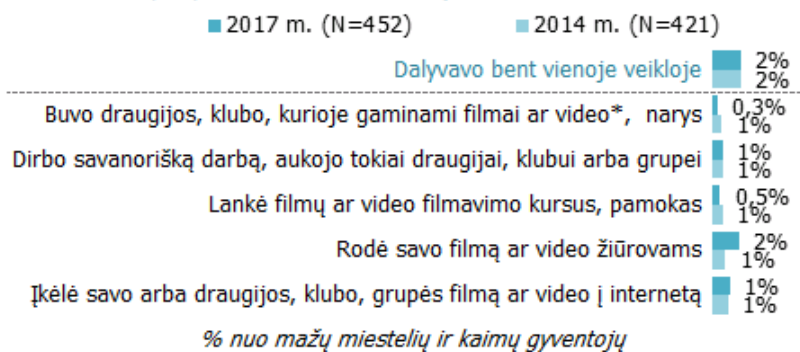 2017 m. (N=452) 2014 m. (N=421)
Dalyvavo bent vienoje veikloje 2%
2%
Buvo draugijos, klubo, kurioje gaminami filmai ar video*, narys 0,3%
1%
Dirbo savanorišką darbą, aukojo tokiai draugijai, klubui arba grupei 1%
1%
Lankė filmų ar video filmavimo kursus, pamokas 0,5%
1%
Rodė savo filmą ar video žiūrovams 2%
1%
Įkėlė savo arba draugijos, klubo, grupės filmą ar video į internetą 1%
1%
% nuo mažų miestelių ir kaimų gyventojų